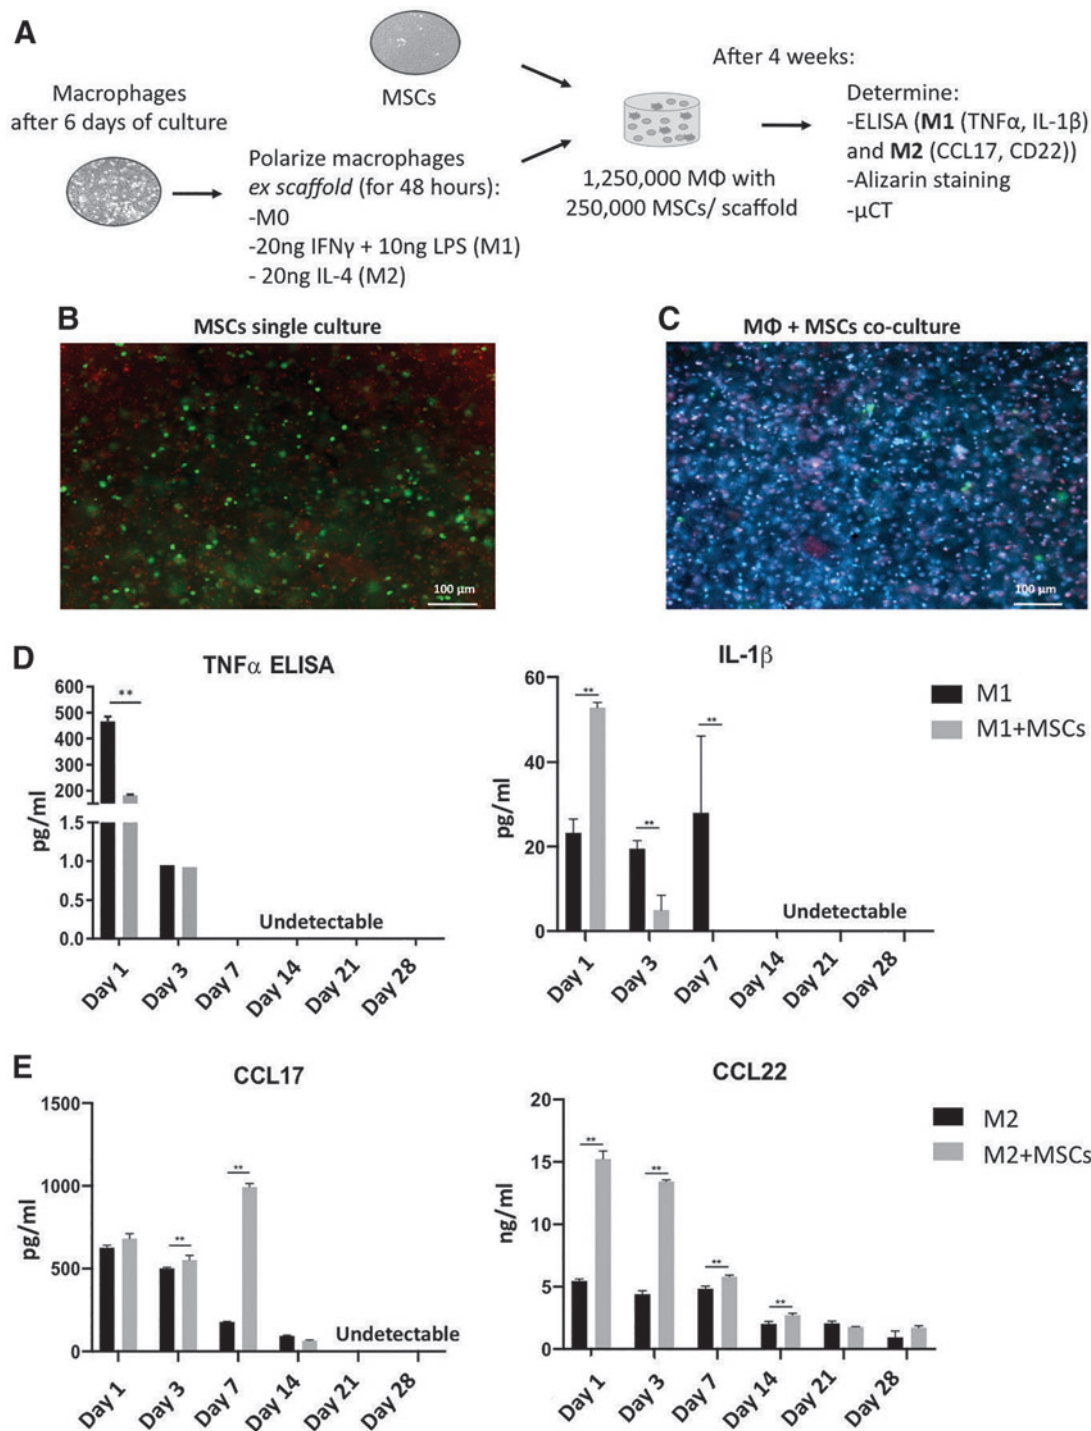 A
MSCs
Macrophages
after 6 days of culture
Polarize macrophages
ex scaffold (for 48 hours):
-M0
-20ng IFNγ + 10ng LPS (M1)
- 20ng IL-4 (M2)
1,250,000 MΦ with
250,000 MSCs/ scaffold
After 4 weeks:
Determine:
-ELISA (M1 (TNFα, IL-1β)
and M2 (CCL17, CD22))
-Alizarin staining
-μCT
B
MSCs single culture
100 μm
C
MΦ + MSCs co-culture
100 μm
D
TNFα ELISA
pg/ml
600
500
400
300
200
1.5
1.0
0.5
0.0
**
Undetectable
Day 1
Day 3
Day 7
Day 14
Day 21
Day 28
IL-1β
pg/ml
60
40
20
0
**
**
**
Undetectable
Day 1
Day 3
Day 7
Day 14
Day 21
Day 28
M1
M1+MSCs
E
CCL17
pg/ml
1500
1000
500
0
**
**
Undetectable
Day 1
Day 3
Day 7
Day 14
Day 21
Day 28
CCL22
ng/ml
20
15
10
5
0
**
**
**
**
Day 1
Day 3
Day 7
Day 14
Day 21
Day 28
M2
M2+MSCs